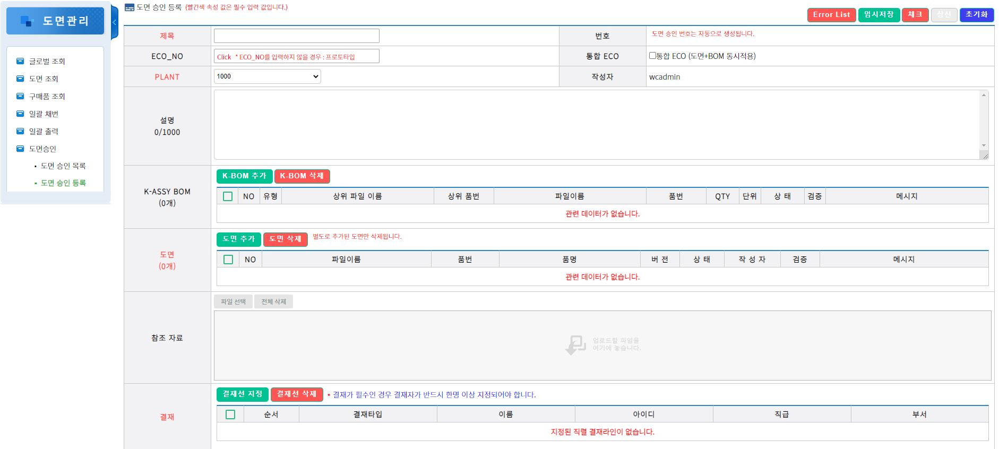 도면관리
글로벌 조회
도면 조회
구매품 조회
일괄 채번
일괄 출력
도면승인
도면 승인 목록
도면 승인 등록
도면 승인 등록 (빨간색 속성 값은 필수 입력 값입니다.)
Error List 임시저장 체크 상신 초기화
제목 번호 도면 승인 번호는 자동으로 생성됩니다.
ECO_NO Click * ECO_NO를 입력하지 않을 경우 : 프로토타입 통합 ECO 통합 ECO (도면+BOM 동시적용)
PLANT 1000 작성자 wcadmin
설명
0/1000
K-ASSY BOM
(0개)
K-BOM 추가 K-BOM 삭제
NO 유형 상위 파일 이름 상위 품번 파일이름 품번 QTY 단위 상 태 검증 메시지
관련 데이터가 없습니다.
도면
(0개)
도면 추가 도면 삭제 별도로 추가된 도면만 삭제됩니다.
NO 파일이름 품번 품명 버 전 상 태 작 성 자 검증 메시지
관련 데이터가 없습니다.
참조 자료
파일 선택 전체 삭제
업로드할 파일을
여기에 놓습니다.
결재
결재선 지정 결재선 삭제 * 결재가 필수인 경우 결재자가 반드시 한명 이상 지정되어야 합니다.
순서 결재타입 이름 아이디 직급 부서
지정된 직렬 결재라인이 없습니다.